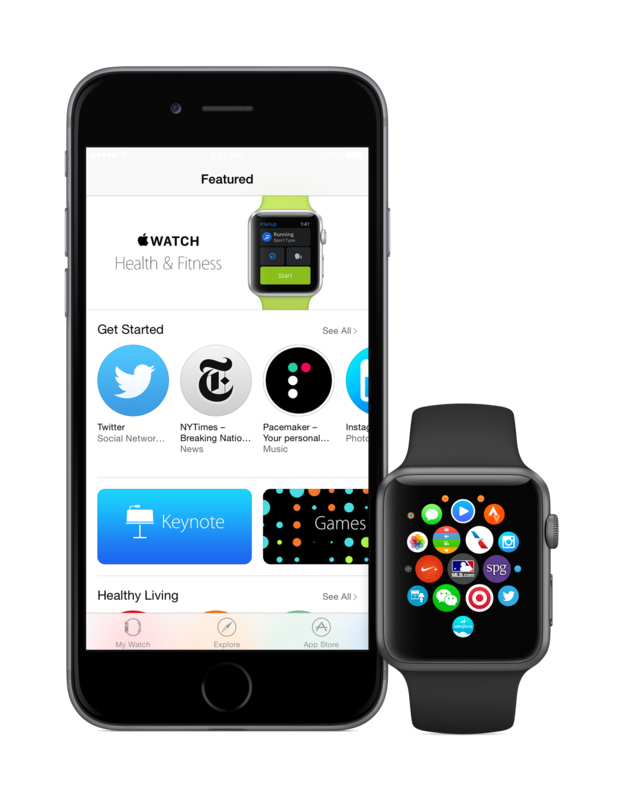 Featured
WATCH
Health & Fitness
Setup 1:41
Running
Sport Type
Start
Get Started See All >
Twitter
Social Networ...
NYTimes –
Breaking Natio...
News
Pacemaker –
Your personal...
Music
Insta
Photo
Keynote
Games
Healthy Living See All >
My Watch Explore App Store
MLB.com
spg